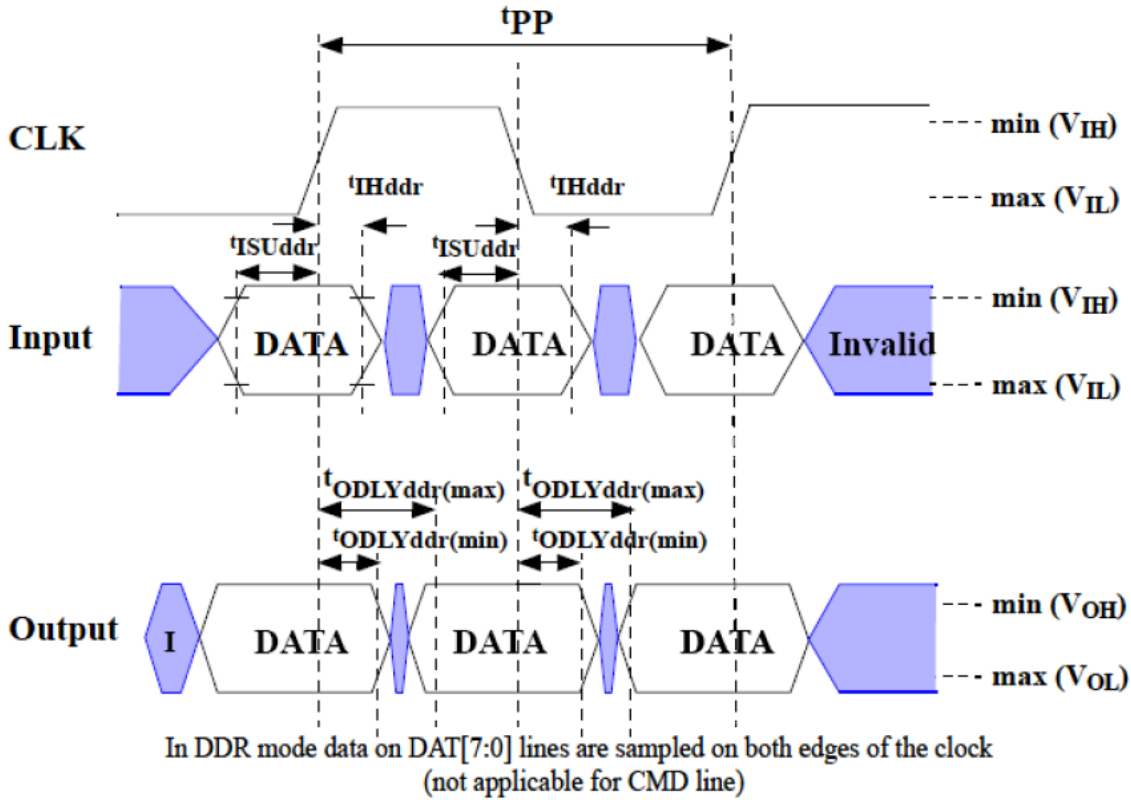 tPP
CLK
min (VIH)
tIHddr
tIHddr
max (VIL)
tISUddr
tISUddr
Input
DATA
DATA
DATA
Invalid
min (VIH)
max (VIL)
tODLYddr(max)
tODLYddr(max)
tODLYddr(min)
tODLYddr(min)
Output
I
DATA
DATA
DATA
min (VOH)
max (VOL)
In DDR mode data on DAT[7:0] lines are sampled on both edges of the clock
(not applicable for CMD line)